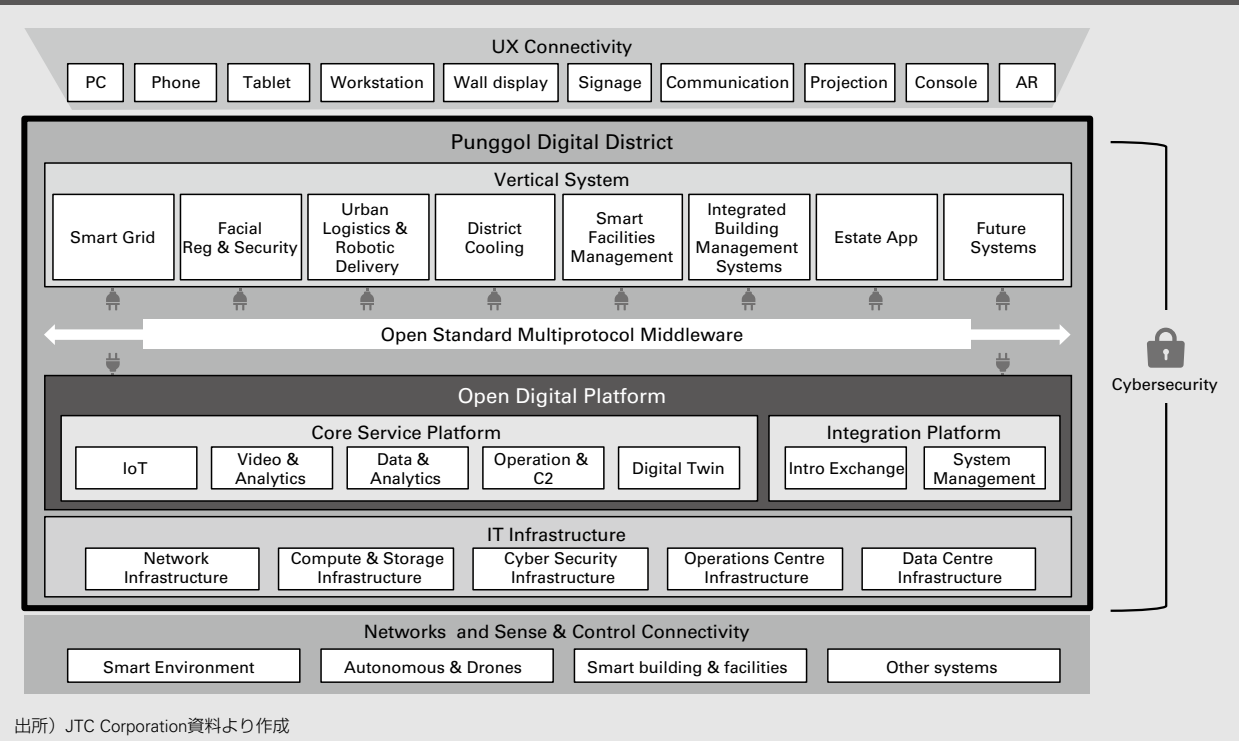 UX Connectivity
PC
Phone
Tablet
Workstation
Wall display
Signage
Communication
Projection
Console
AR
Punggol Digital District
Vertical System
Smart Grid
Facial
Reg & Security
Urban
Logistics &
Robotic
Delivery
District
Cooling
Smart
Facilities
Management
Integrated
Building
Management
Systems
Estate App
Future
Systems
Open Standard Multiprotocol Middleware
Cybersecurity
Open Digital Platform
Core Service Platform
IoT
Video &
Analytics
Data &
Analytics
Operation &
C2
Digital Twin
Integration Platform
Intro Exchange
System
Management
IT Infrastructure
Network
Infrastructure
Compute & Storage
Infrastructure
Cyber Security
Infrastructure
Operations Centre
Infrastructure
Data Centre
Infrastructure
Networks and Sense & Control Connectivity
Smart Environment
Autonomous & Drones
Smart building & facilities
Other systems
出所）JTC Corporation資料より作成